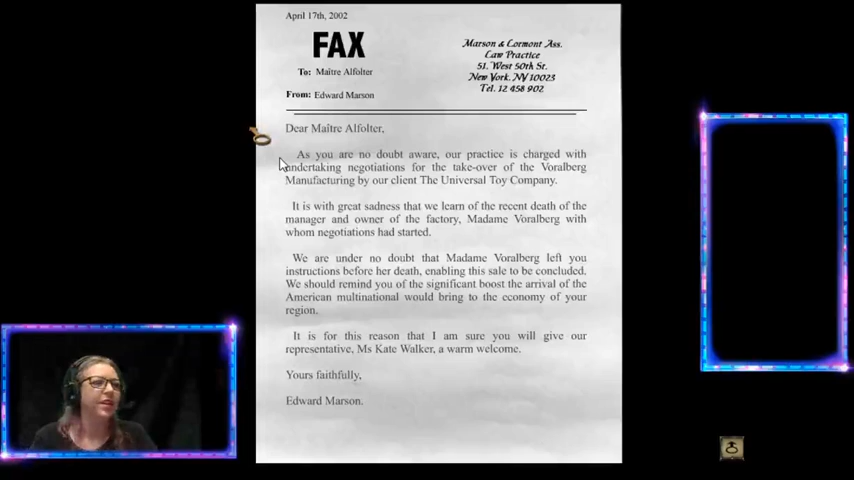 April 17th, 2002
FAX
To: Maître Alfolter
From: Edward Marson
Marson & Lormont Ass.
Law Practice
51. West 50th St.
New York. NY 10023
Tel. 12 458 902
Dear Maître Alfolter,
As you are no doubt aware, our practice is charged with
undertaking negotiations for the take-over of the Voralberg
Manufacturing by our client The Universal Toy Company.
It is with great sadness that we learn of the recent death of the
manager and owner of the factory, Madame Voralberg with
whom negotiations had started.
We are under no doubt that Madame Voralberg left you
instructions before her death, enabling this sale to be concluded.
We should remind you of the significant boost the arrival of the
American multinational would bring to the economy of your
region.
It is for this reason that I am sure you will give our
representative, Ms Kate Walker, a warm welcome.
Yours faithfully,
Edward Marson.